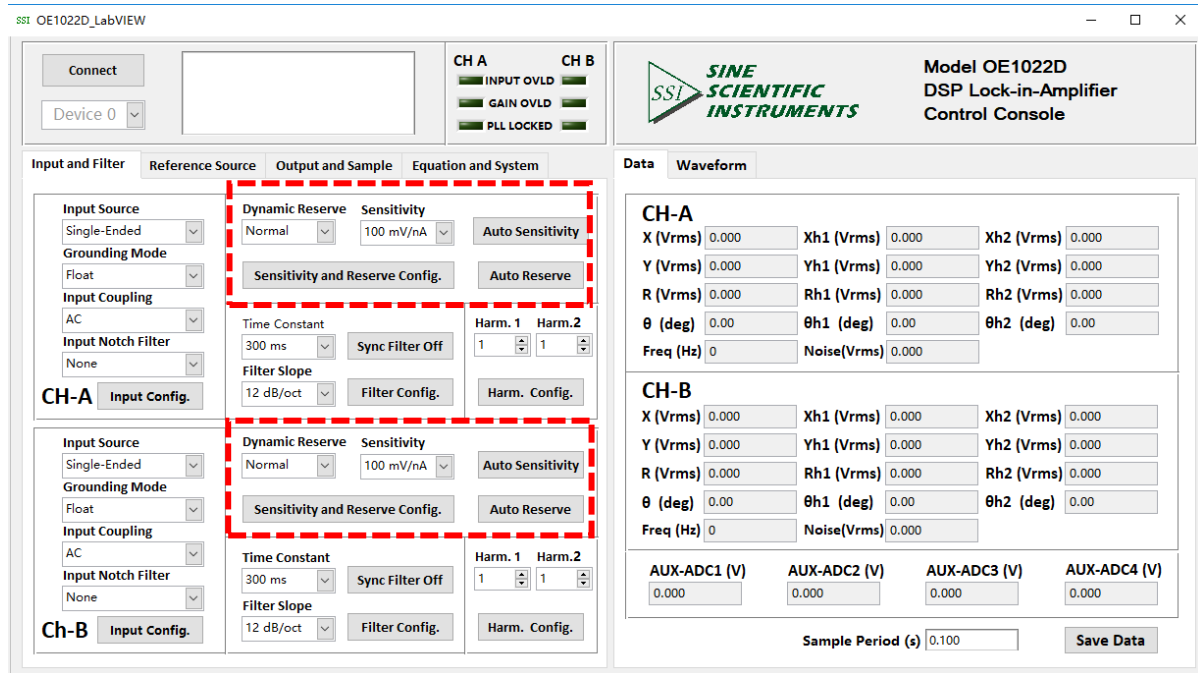 SSI OE1022D_LabVIEW
Connect
Device 0
CH A CH B
INPUT OVLD
GAIN OVLD
PLL LOCKED
SSI
SINE
SCIENTIFIC
INSTRUMENTS
Model OE1022D
DSP Lock-in-Amplifier
Control Console
Input and Filter Reference Source Output and Sample Equation and System
Input Source
Single-Ended
Grounding Mode
Float
Input Coupling
AC
Input Notch Filter
None
CH-A Input Config.
Dynamic Reserve Sensitivity
Normal 100 mV/nA Auto Sensitivity
Sensitivity and Reserve Config. Auto Reserve
Time Constant
300 ms Sync Filter Off
Filter Slope
12 dB/oct Filter Config.
Harm. 1 Harm.2
1 1
Harm. Config.
Input Source
Single-Ended
Grounding Mode
Float
Input Coupling
AC
Input Notch Filter
None
Ch-B Input Config.
Dynamic Reserve Sensitivity
Normal 100 mV/nA Auto Sensitivity
Sensitivity and Reserve Config. Auto Reserve
Time Constant
300 ms Sync Filter Off
Filter Slope
12 dB/oct Filter Config.
Harm. 1 Harm.2
1 1
Harm. Config.
Data Waveform
CH-A
X (Vrms) 0.000 Xh1 (Vrms) 0.000 Xh2 (Vrms) 0.000
Y (Vrms) 0.000 Yh1 (Vrms) 0.000 Yh2 (Vrms) 0.000
R (Vrms) 0.000 Rh1 (Vrms) 0.000 Rh2 (Vrms) 0.000
θ (deg) 0.00 θh1 (deg) 0.00 θh2 (deg) 0.00
Freq (Hz) 0 Noise(Vrms) 0.000
CH-B
X (Vrms) 0.000 Xh1 (Vrms) 0.000 Xh2 (Vrms) 0.000
Y (Vrms) 0.000 Yh1 (Vrms) 0.000 Yh2 (Vrms) 0.000
R (Vrms) 0.000 Rh1 (Vrms) 0.000 Rh2 (Vrms) 0.000
θ (deg) 0.00 θh1 (deg) 0.00 θh2 (deg) 0.00
Freq (Hz) 0 Noise(Vrms) 0.000
AUX-ADC1 (V) AUX-ADC2 (V) AUX-ADC3 (V) AUX-ADC4 (V)
0.000 0.000 0.000 0.000
Sample Period (s) 0.100 Save Data